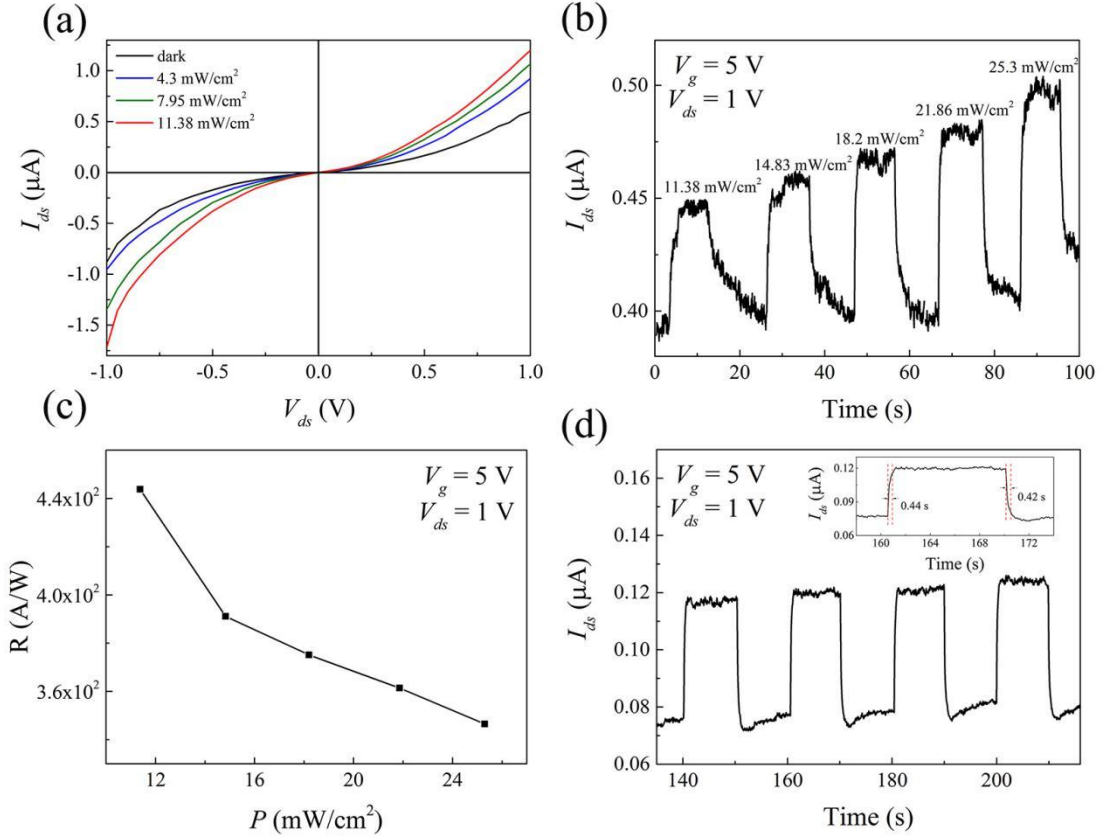 (a)
dark
4.3 mW/cm²
7.95 mW/cm²
11.38 mW/cm²
1.0
0.5
0.0
-0.5
-1.0
-1.5
I_ds (μA)
-1.0
-0.5
0.0
0.5
1.0
V_ds (V)
(b)
V_g = 5 V
V_ds = 1 V
11.38 mW/cm²
14.83 mW/cm²
18.2 mW/cm²
21.86 mW/cm²
25.3 mW/cm²
0.50
0.45
0.40
I_ds (μA)
0
20
40
60
80
100
Time (s)
(c)
V_g = 5 V
V_ds = 1 V
4.4x10²
4.0x10²
3.6x10²
R (A/W)
12
16
20
24
P (mW/cm²)
(d)
V_g = 5 V
V_ds = 1 V
0.16
0.14
0.12
0.10
0.08
0.06
I_ds (μA)
140
160
180
200
Time (s)
0.12
0.09
0.06
I_ds (μA)
0.44 s
0.42 s
160
164
168
172
Time (s)